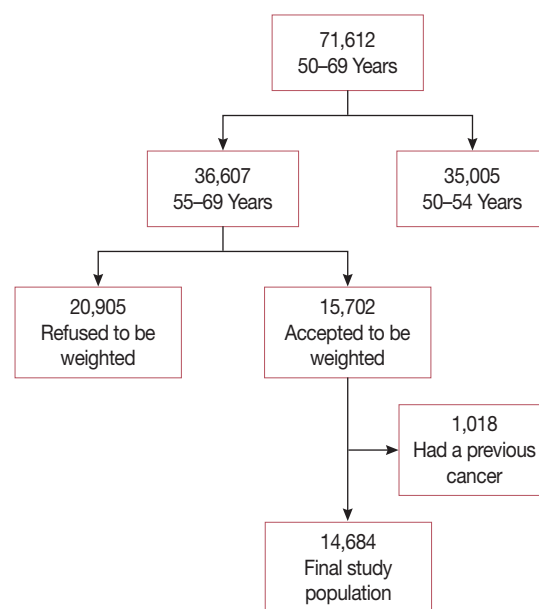 71,612
50–69 Years
36,607
55–69 Years
35,005
50–54 Years
20,905
Refused to be
weighted
15,702
Accepted to be
weighted
1,018
Had a previous
cancer
14,684
Final study
population